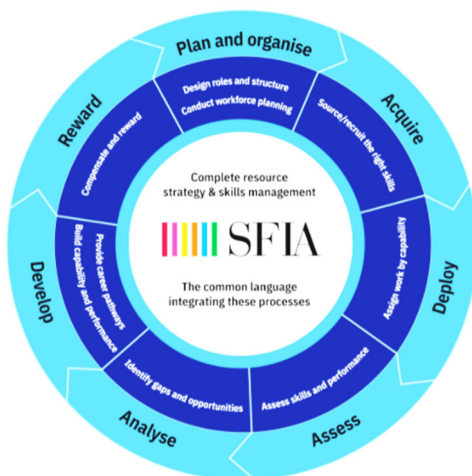 Plan and organise
Design roles and structure
Conduct workforce planning
Acquire
Source/recruit the right skills
Deploy
Assign work by capability
Assess
Assess skills and performance
Analyse
Identify gaps and opportunities
Develop
Provide career pathways
Build capability and performance
Reward
Compensate and reward
Complete resource
strategy & skills management
SFIA
The common language
integrating these processes